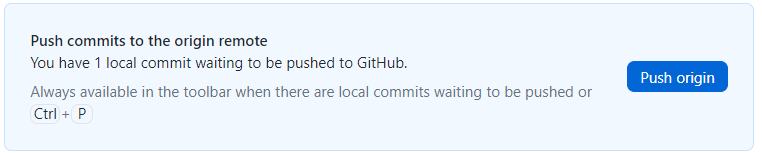 Push commits to the origin remote
You have 1 local commit waiting to be pushed to GitHub.
Push origin
Always available in the toolbar when there are local commits waiting to be pushed or
Ctrl + P